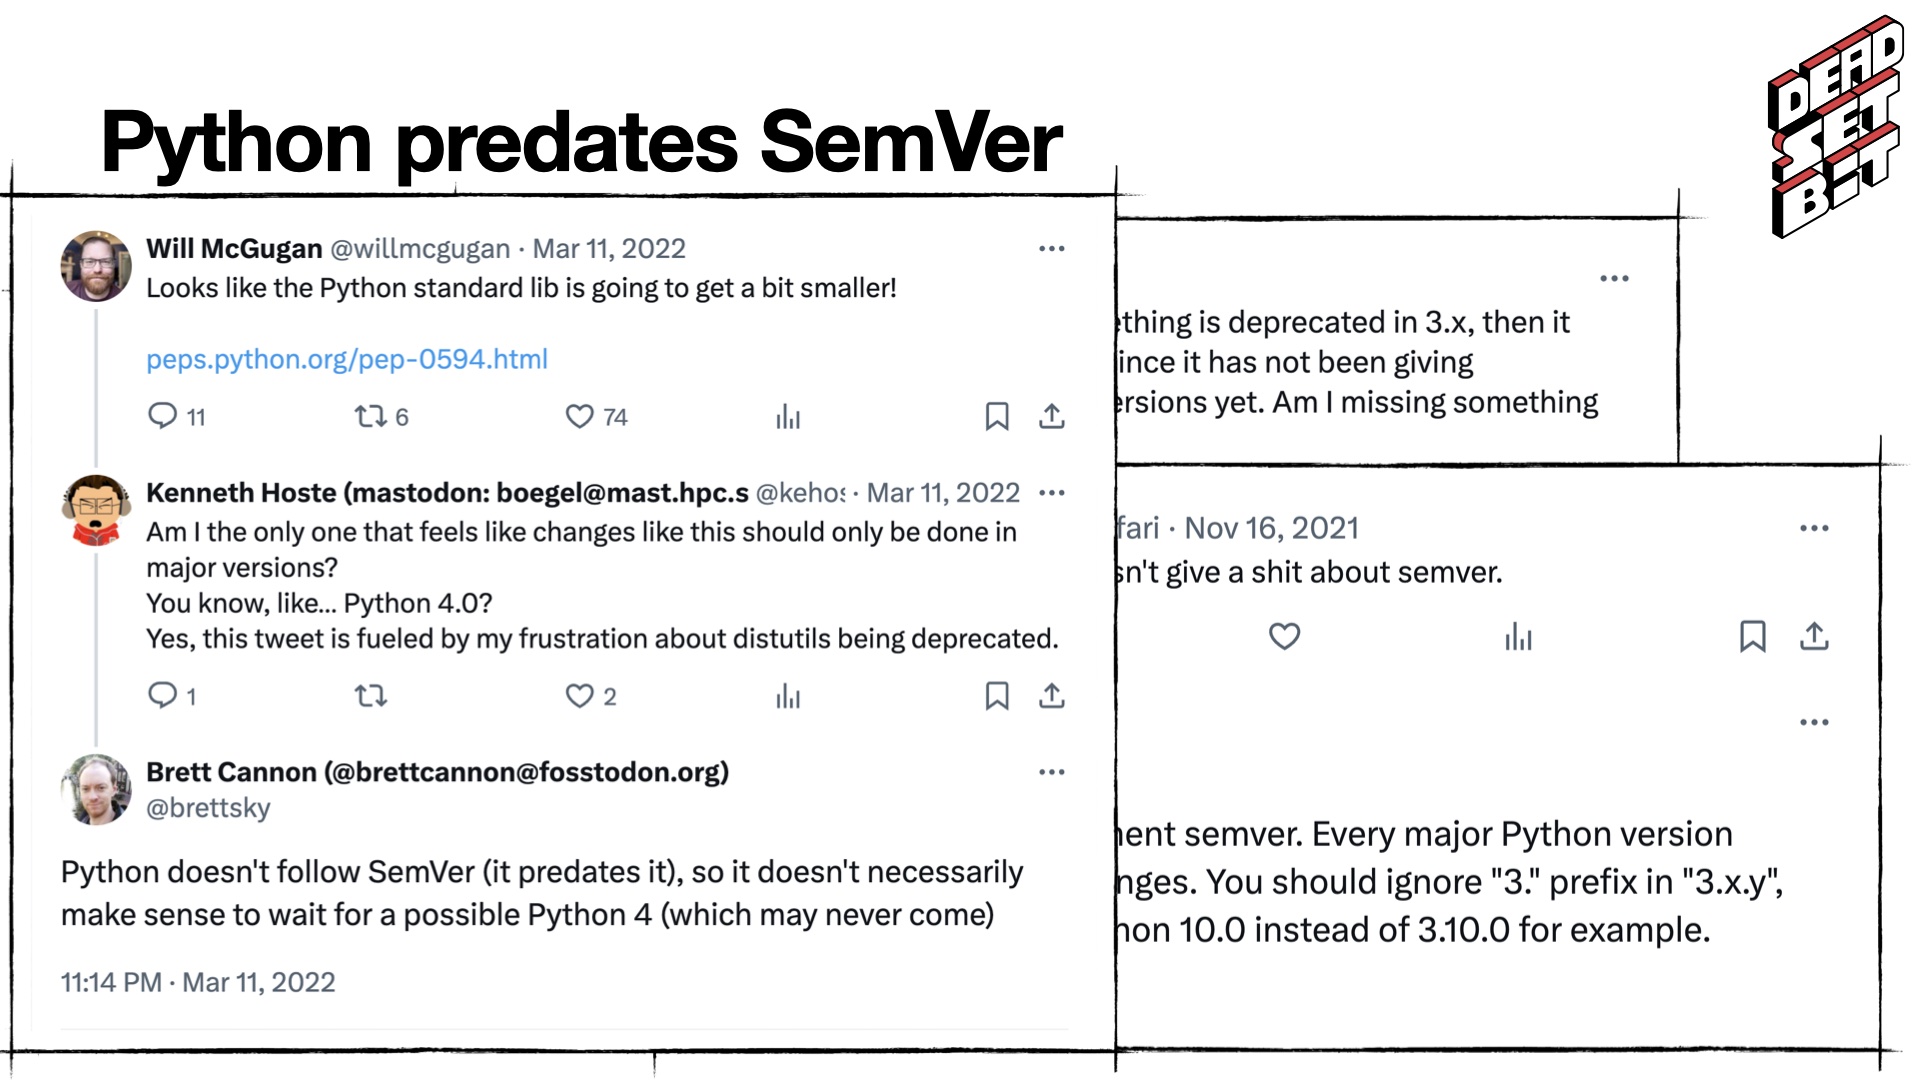 Python predates SemVer
DEAD
SET
BIT
Will McGugan @willmcgugan · Mar 11, 2022
Looks like the Python standard lib is going to get a bit smaller!
peps.python.org/pep-0594.html
11 6 74
Kenneth Hoste (mastodon: boegel@mast.hpc.s @kehos · Mar 11, 2022
Am I the only one that feels like changes like this should only be done in
major versions?
You know, like... Python 4.0?
Yes, this tweet is fueled by my frustration about distutils being deprecated.
1 2
Brett Cannon (@brettcannon@fosstodon.org)
@brettsky
Python doesn't follow SemVer (it predates it), so it doesn't necessarily
make sense to wait for a possible Python 4 (which may never come)
11:14 PM · Mar 11, 2022
thing is deprecated in 3.x, then it
ince it has not been giving
ersions yet. Am I missing something
fari · Nov 16, 2021
sn't give a shit about semver.
ent semver. Every major Python version
nges. You should ignore "3." prefix in "3.x.y",
hon 10.0 instead of 3.10.0 for example.